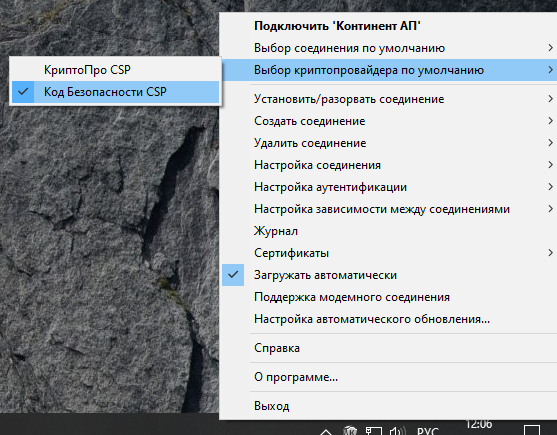 Подключить 'Континент АП'
Выбор соединения по умолчанию
Выбор криптопровайдера по умолчанию
КриптоПро CSP
Код Безопасности CSP
Установить/разорвать соединение
Создать соединение
Удалить соединение
Настройка соединения
Настройка аутентификации
Настройка зависимости между соединениями
Журнал
Сертификаты
Загружать автоматически
Поддержка модемного соединения
Настройка автоматического обновления...
Справка
О программе...
Выход
РУС
12:06